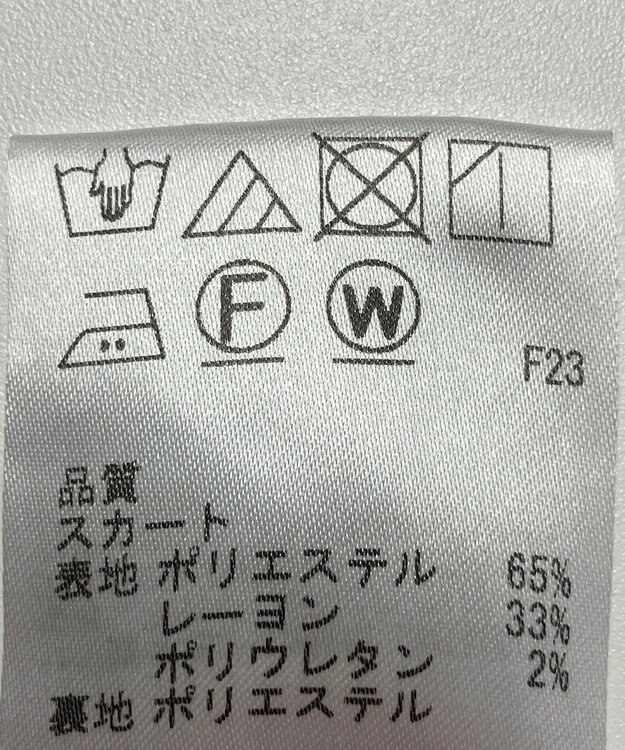 F W
F23
品質
スカート
表地 ポリエステル 65%
レーヨン 33%
ポリウレタン 2%
裏地 ポリエステル